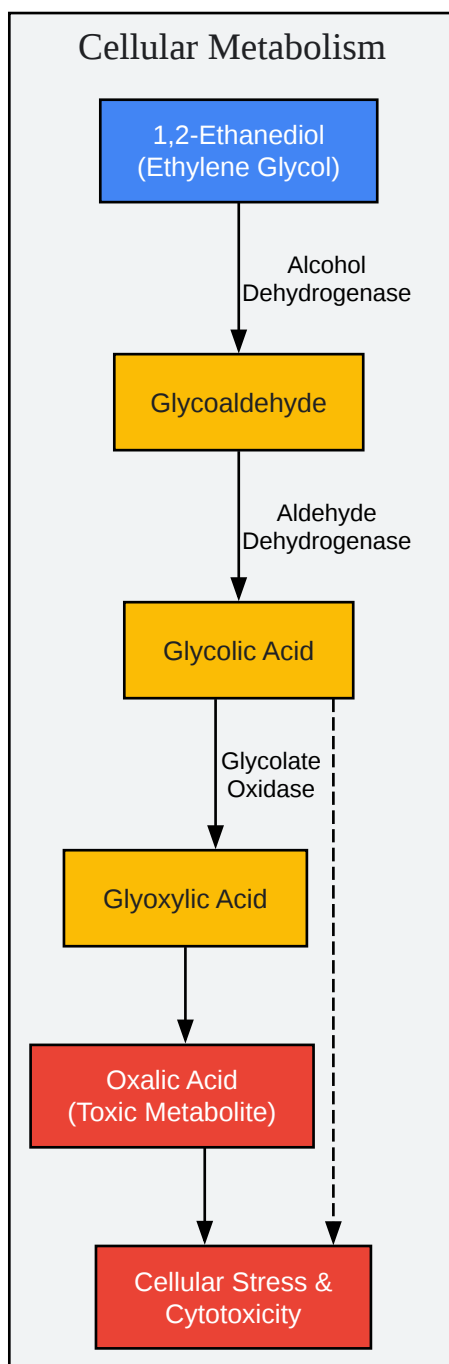 Cellular Metabolism
1,2-Ethanediol
(Ethylene Glycol)
Alcohol
Dehydrogenase
Glycoaldehyde
Aldehyde
Dehydrogenase
Glycolic Acid
Glycolate
Oxidase
Glyoxylic Acid
Oxalic Acid
(Toxic Metabolite)
Cellular Stress &
Cytotoxicity